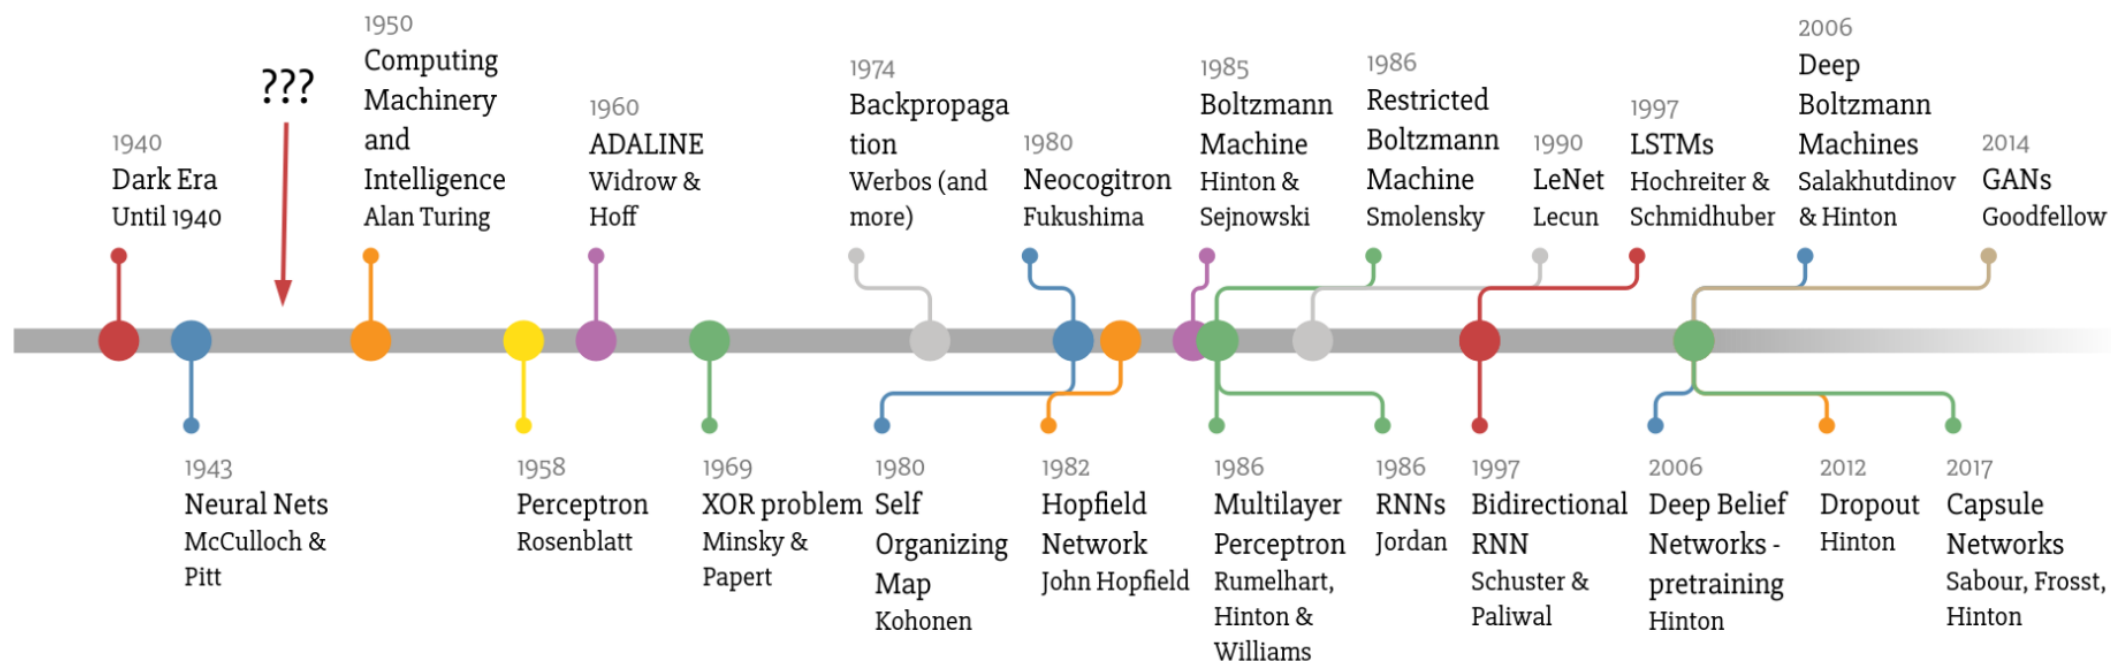 ???
1940
Dark Era
Until 1940
1943
Neural Nets
McCulloch &
Pitt
1950
Computing
Machinery
and
Intelligence
Alan Turing
1958
Perceptron
Rosenblatt
1960
ADALINE
Widrow &
Hoff
1969
XOR problem
Minsky &
Papert
1974
Backpropaga
tion
Werbos (and
more)
1980
Self
Organizing
Map
Kohonen
1980
Neocogitron
Fukushima
1982
Hopfield
Network
John Hopfield
1985
Boltzmann
Machine
Hinton &
Sejnowski
1986
Multilayer
Perceptron
Rumelhart,
Hinton &
Williams
1986
Restricted
Boltzmann
Machine
Smolensky
1986
RNNs
Jordan
1990
LeNet
Lecun
1997
Bidirectional
RNN
Schuster &
Paliwal
1997
LSTMs
Hochreiter &
Schmidhuber
2006
Deep Belief
Networks -
pretraining
Hinton
2006
Deep
Boltzmann
Machines
Salakhutdinov
& Hinton
2012
Dropout
Hinton
2014
GANs
Goodfellow
2017
Capsule
Networks
Sabour, Frosst,
Hinton